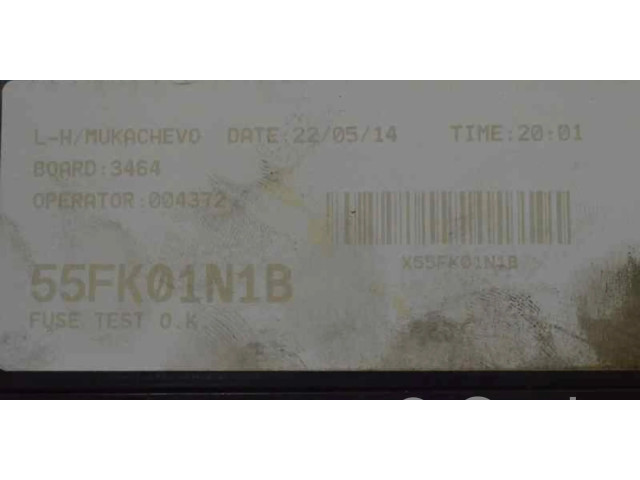 L-H/MUKACHEVO DATE:22/05/14 TIME:20:01
BOARD:3464
OPERATOR:004372
X55FK01N1B
55FK01N1B
FUSE TEST O.K.